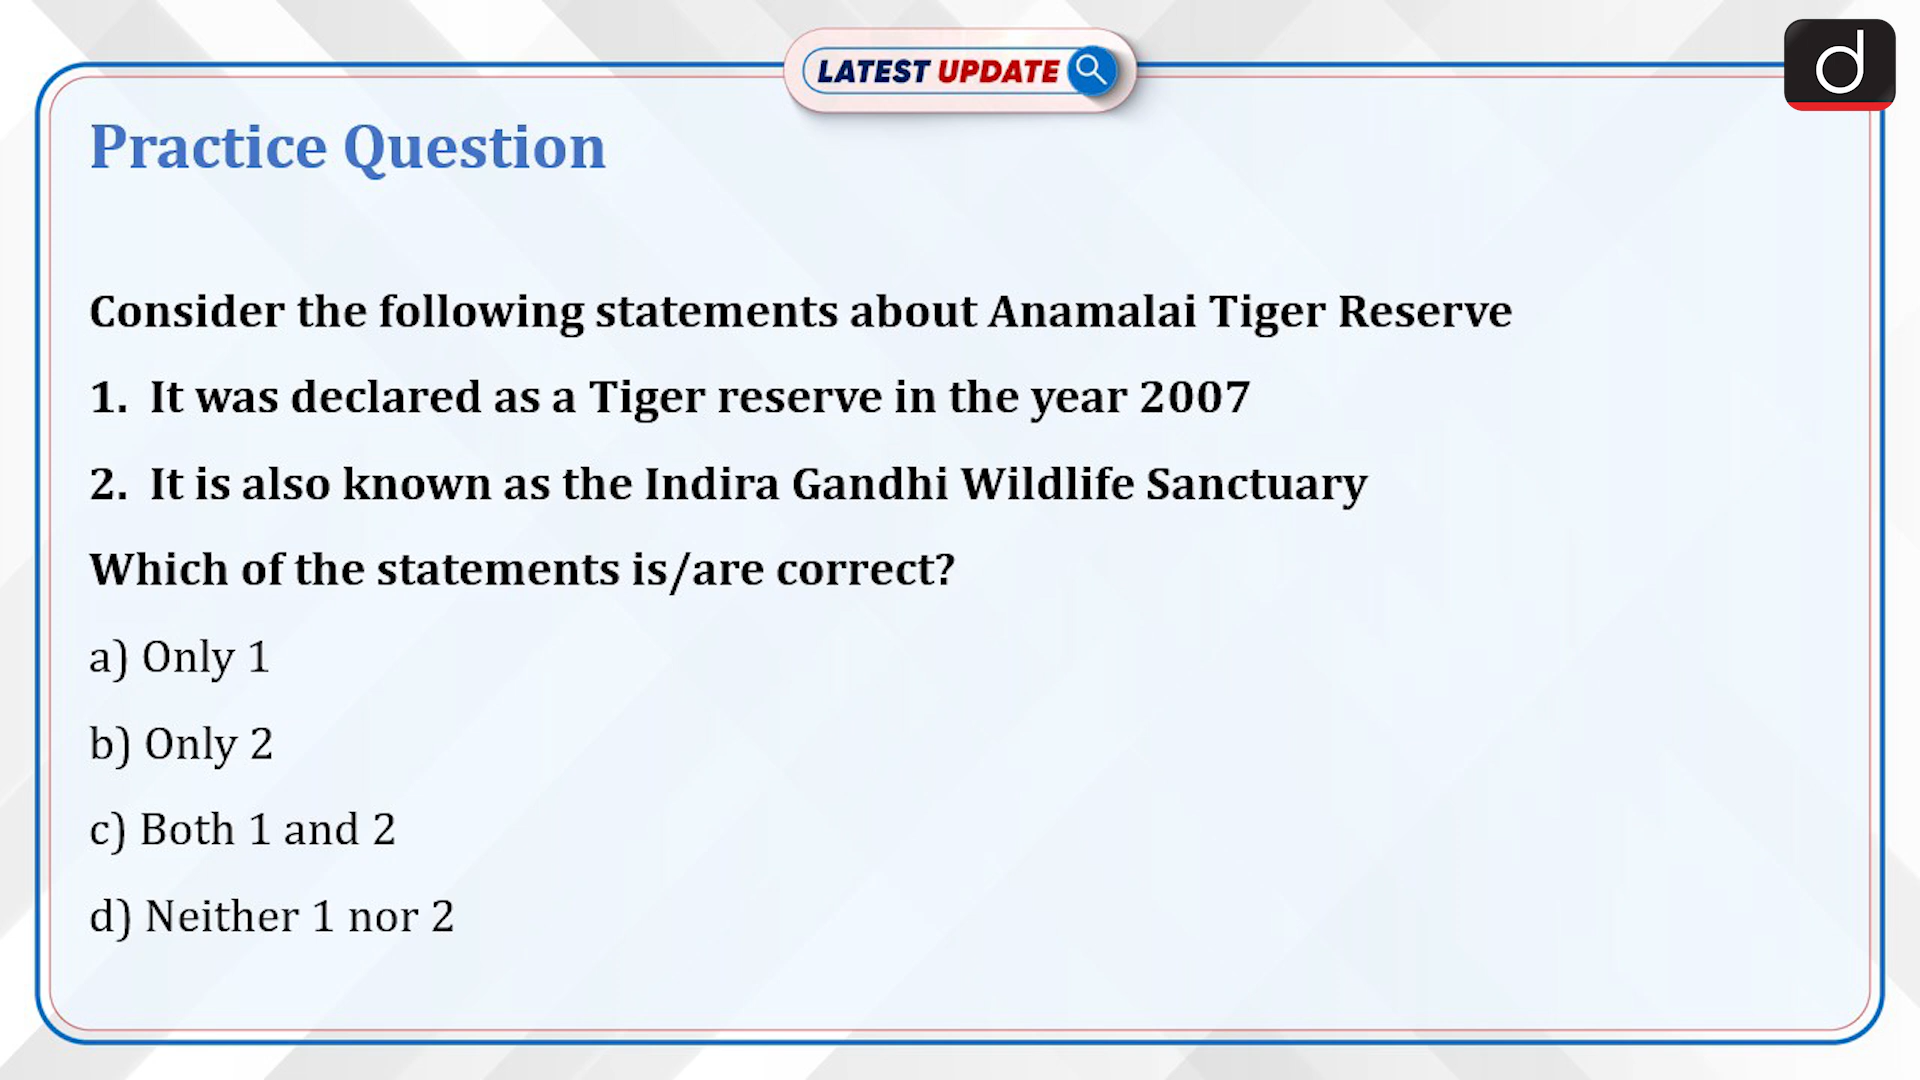 LATEST UPDATE
d
Practice Question
Consider the following statements about Anamalai Tiger Reserve
1. It was declared as a Tiger reserve in the year 2007
2. It is also known as the Indira Gandhi Wildlife Sanctuary
Which of the statements is/are correct?
a) Only 1
b) Only 2
c) Both 1 and 2
d) Neither 1 nor 2